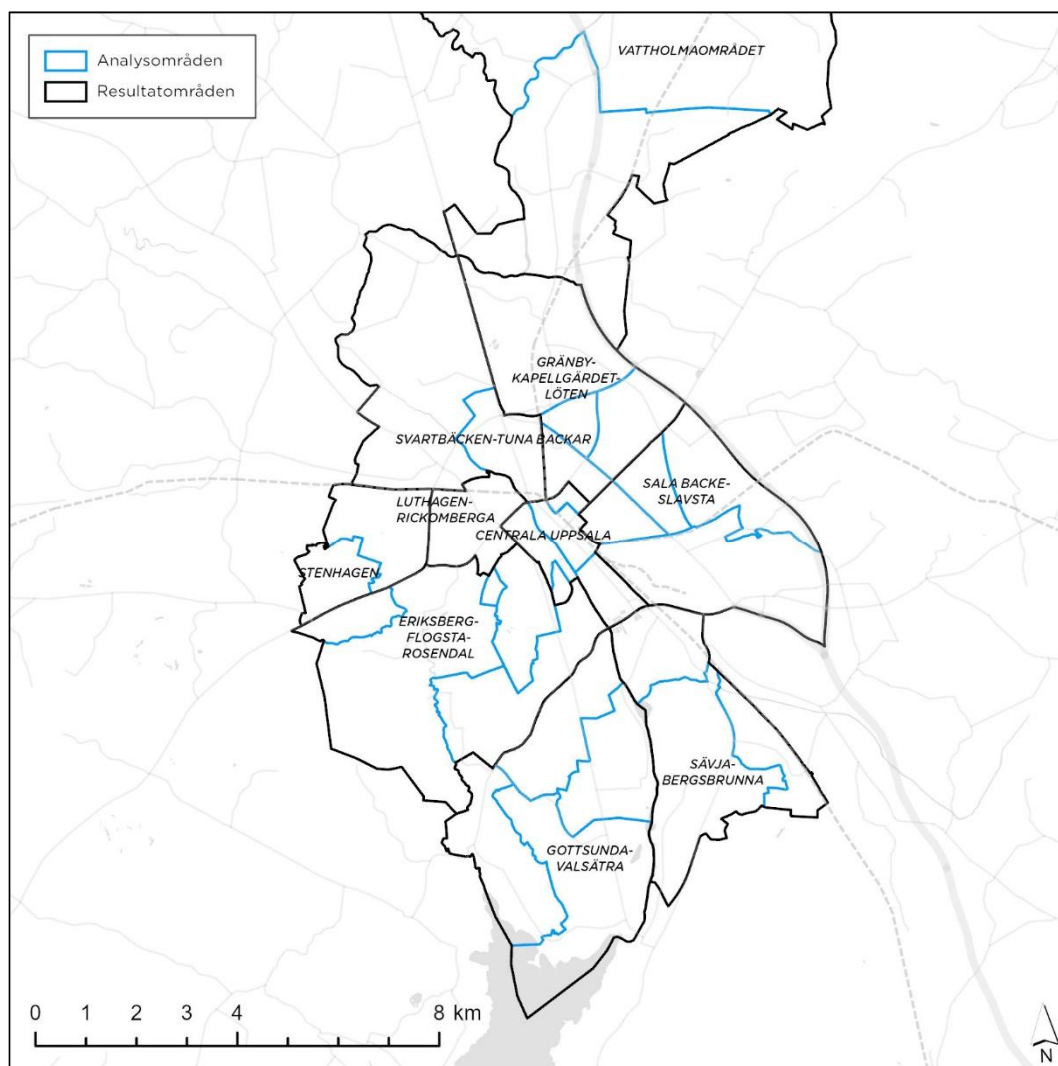 Analysområden
Resultatområden
VATTHOLMAOMRÅDET
GRÄNBY-
KAPELLGÄRDET-
LÖTEN
SVARTBÄCKEN-TUNA BACKAR
SALA BACKE-
SLAVSTA
LUTHAGEN-
RICKOMBERGA
CENTRALA UPPSALA
STENHAGEN
ERIKSBERG-
FLOGSTA-
ROSENDAL
SÄVJA-
BERGSBRUNNA
GOTTSUNDA-
VALSÄTRA
0 1 2 4 8 km
N